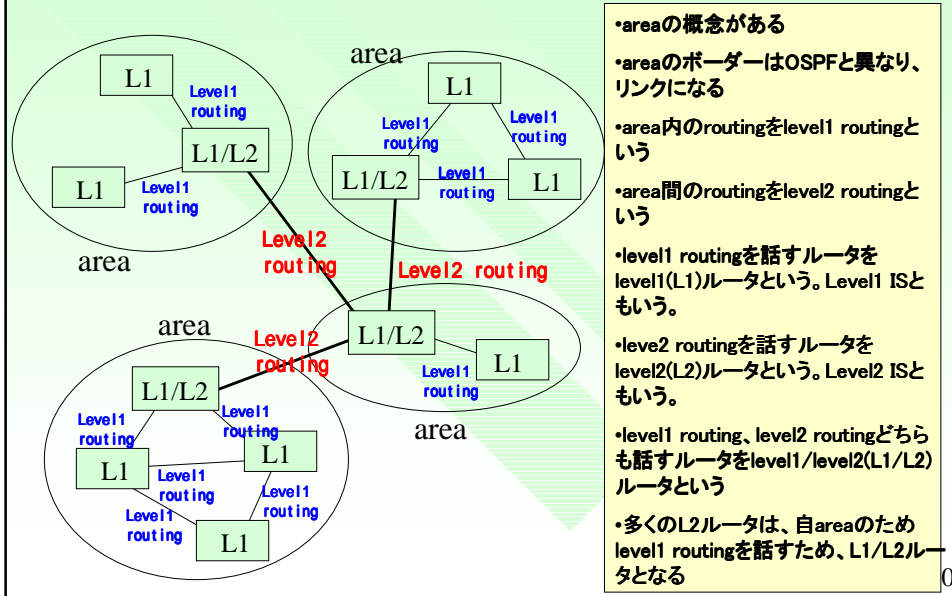 area
L1
Level1
routing
L1/L2
L1
Level1
routing
area
area
L1
Level1
routing
Level1
routing
L1/L2
Level1
routing
L1
Level2
routing
Level2 routing
area
L1/L2
Level1
routing
L1
area
Level2
routing
L1/L2
Level1
routing
Level1
routing
L1
L1
Level1
routing
Level1
routing
Level1
routing
L1
•areaの概念がある
•areaのボーダーはOSPFと異なり、
リンクになる
•area内のroutingをlevel1 routingと
いう
•area間のroutingをlevel2 routingと
いう
•level1 routingを話すルータを
level1(L1)ルータという。Level1 ISと
もいう。
•leve2 routingを話すルータを
level2(L2)ルータという。Level2 ISと
もいう。
•level1 routing、level2 routingどちら
も話すルータをlevel1/level2(L1/L2)
ルータという
•多くのL2ルータは、自areaのため
level1 routingを話すため、L1/L2ルー
タとなる